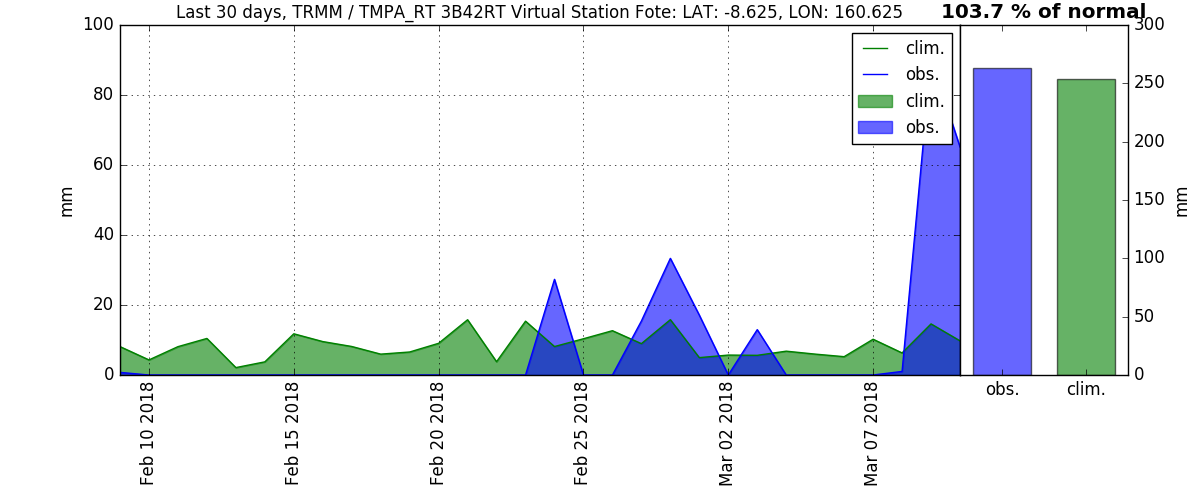 Last 30 days, TRMM / TMPA_RT 3B42RT Virtual Station Fote: LAT: -8.625, LON: 160.625
103.7 % of normal
100
80
60
40
20
0
mm
clim.
obs.
clim.
obs.
300
250
200
150
100
50
0
mm
Feb 10 2018
Feb 15 2018
Feb 20 2018
Feb 25 2018
Mar 02 2018
Mar 07 2018
obs.
clim.